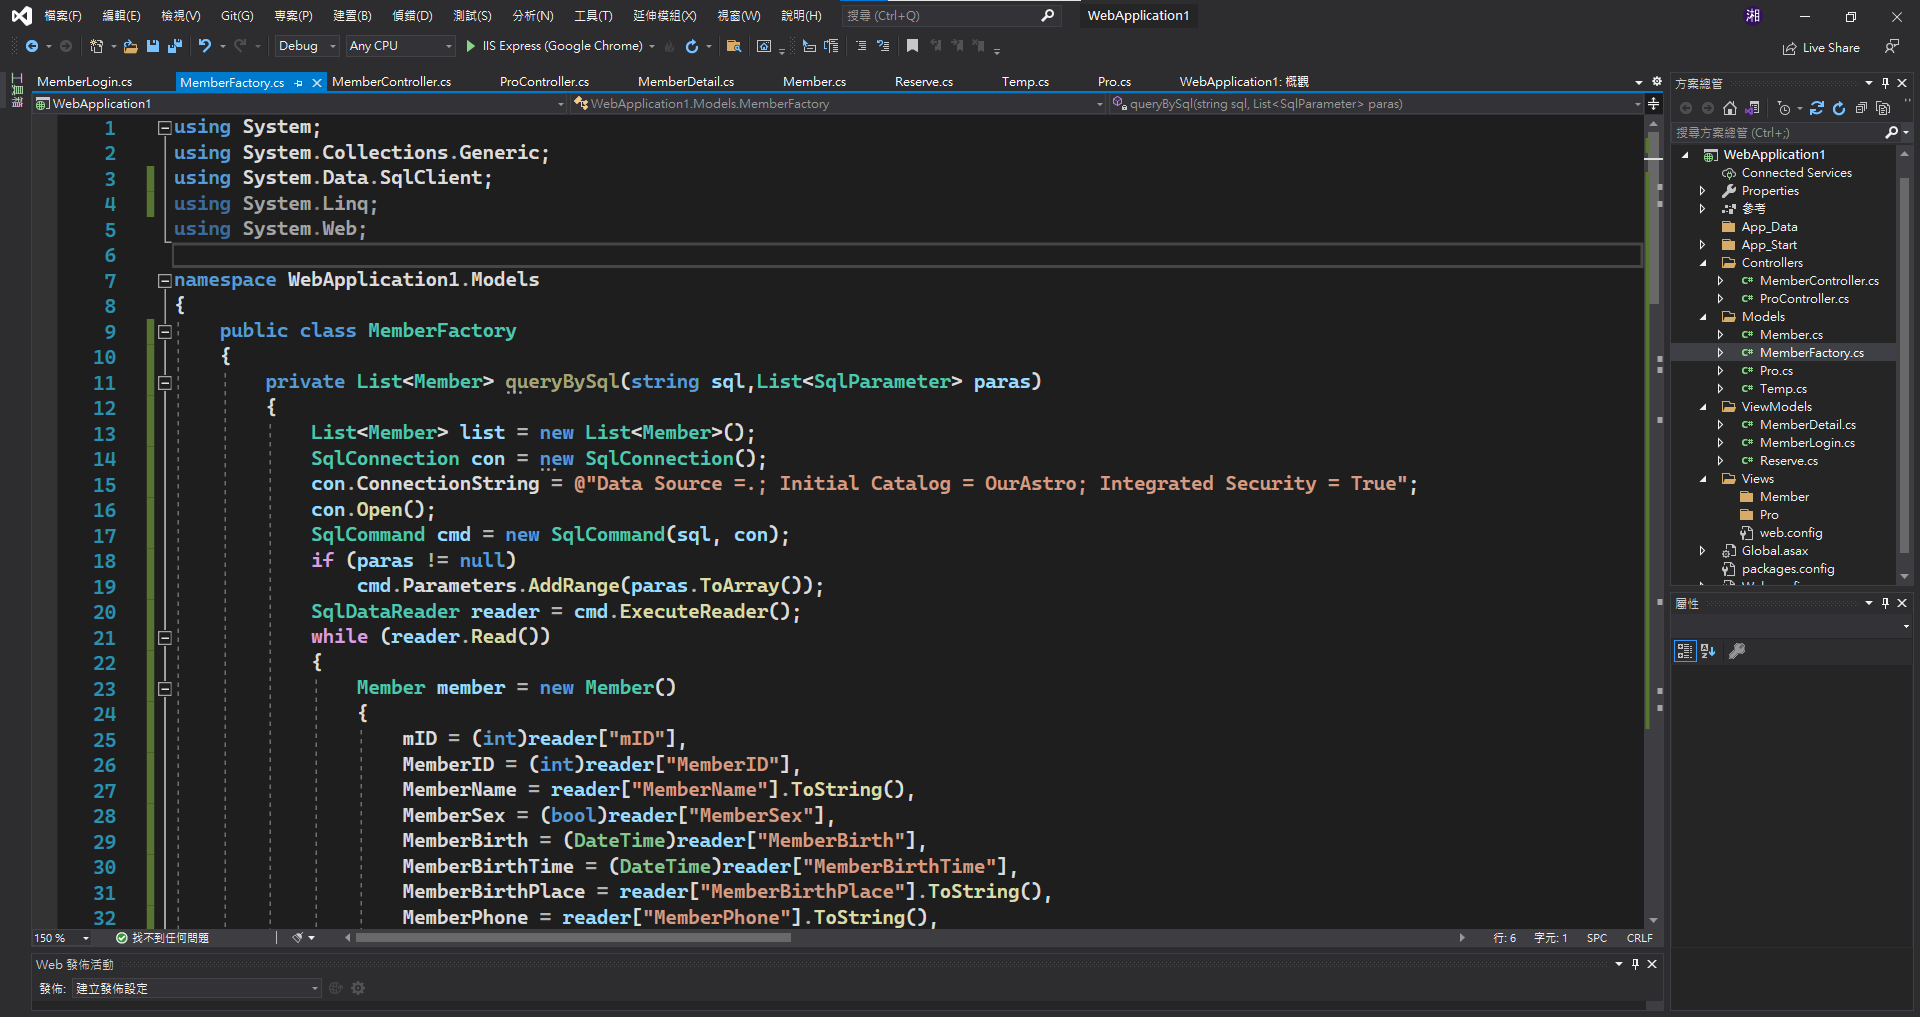 檔案(F) 編輯(E) 檢視(V) Git(G) 專案(P) 建置(B) 偵錯(D) 測試(S) 分析(N) 工具(T) 延伸模組(X) 視窗(W) 說明(H) 搜尋 (Ctrl+Q) WebApplication1 湘
Debug Any CPU IIS Express (Google Chrome) Live Share
工具箱
MemberLogin.cs MemberFactory.cs MemberController.cs ProController.cs MemberDetail.cs Member.cs Reserve.cs Temp.cs Pro.cs WebApplication1: 概觀
WebApplication1 WebApplication1.Models.MemberFactory queryBySql(string sql, List<SqlParameter> paras)
1 using System;
2 using System.Collections.Generic;
3 using System.Data.SqlClient;
4 using System.Linq;
5 using System.Web;
6
7 namespace WebApplication1.Models
8 {
9 public class MemberFactory
10 {
11 private List<Member> queryBySql(string sql,List<SqlParameter> paras)
12 {
13 List<Member> list = new List<Member>();
14 SqlConnection con = new SqlConnection();
15 con.ConnectionString = @"Data Source =.; Initial Catalog = OurAstro; Integrated Security = True";
16 con.Open();
17 SqlCommand cmd = new SqlCommand(sql, con);
18 if (paras != null)
19 cmd.Parameters.AddRange(paras.ToArray());
20 SqlDataReader reader = cmd.ExecuteReader();
21 while (reader.Read())
22 {
23 Member member = new Member()
24 {
25 mID = (int)reader["mID"],
26 MemberID = (int)reader["MemberID"],
27 MemberName = reader["MemberName"].ToString(),
28 MemberSex = (bool)reader["MemberSex"],
29 MemberBirth = (DateTime)reader["MemberBirth"],
30 MemberBirthTime = (DateTime)reader["MemberBirthTime"],
31 MemberBirthPlace = reader["MemberBirthPlace"].ToString(),
32 MemberPhone = reader["MemberPhone"].ToString(),
150 % 找不到任何問題 行: 6 字元: 1 SPC CRLF
Web 發佈活動
發佈: 建立發佈設定
方案總管
搜尋方案總管 (Ctrl+;)
WebApplication1
Connected Services
Properties
參考
App_Data
App_Start
Controllers
C# MemberController.cs
C# ProController.cs
Models
C# Member.cs
C# MemberFactory.cs
C# Pro.cs
C# Temp.cs
ViewModels
C# MemberDetail.cs
C# MemberLogin.cs
C# Reserve.cs
Views
Member
Pro
web.config
Global.asax
packages.config
屬性